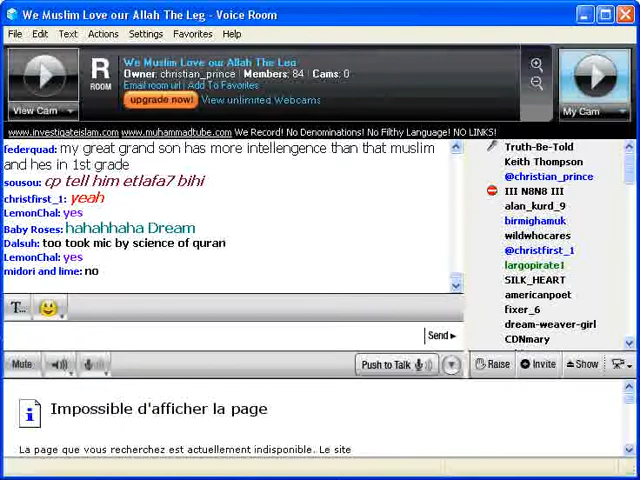 We Muslim Love our Allah The Leg - Voice Room
File Edit Text Actions Settings Favorites Help
We Muslim Love our Allah The Leg
R
ROOM
Owner: christian_prince | Members: 84 | Cams: 0
Email room url | Add To Favorites
upgrade now! View unlimited Webcams
View Cam
My Cam
www.investigateislam.com www.muhammadtube.com We Record! No Denominations! No Filthy Language! NO LINKS!
federquad: my great grand son has more intellengence than that muslim
and hes in 1st grade
sousou: cp tell him etlafa7 bihi
christfirst_1: yeah
LemonChal: yes
Baby Roses: hahahhaha Dream
Dalsuh: too took mic by science of quran
LemonChal: yes
midori and lime: no
Truth-Be-Told
Keith Thompson
@christian_prince
III N8N8 III
alan_kurd_9
birmighamuk
wildwhocares
@christfirst_1
largopirate1
SILK_HEART
americanpoet
fixer_6
dream-weaver-girl
CDNmary
T...
Send
Mute
Push to Talk
Raise Invite Show
Impossible d'afficher la page
La page que vous recherchez est actuellement indisponible. Le site